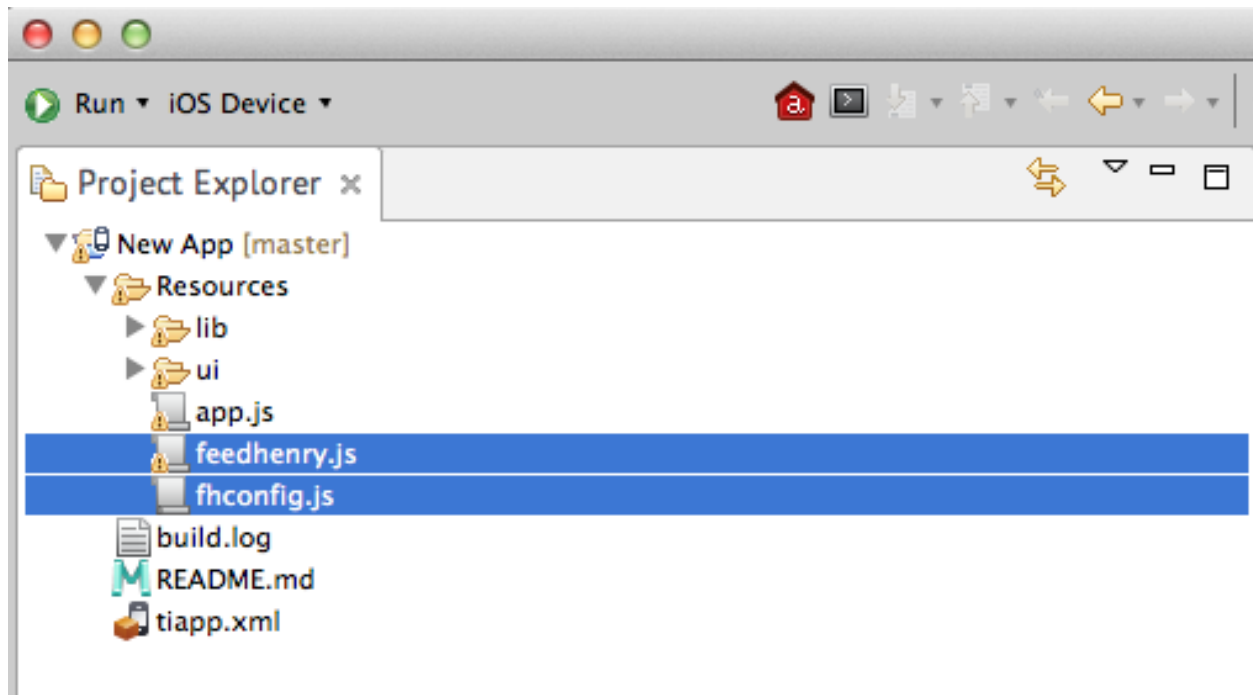 Run iOS Device
Project Explorer
New App [master]
Resources
lib
ui
app.js
feedhenry.js
fhconfig.js
build.log
README.md
tiapp.xml